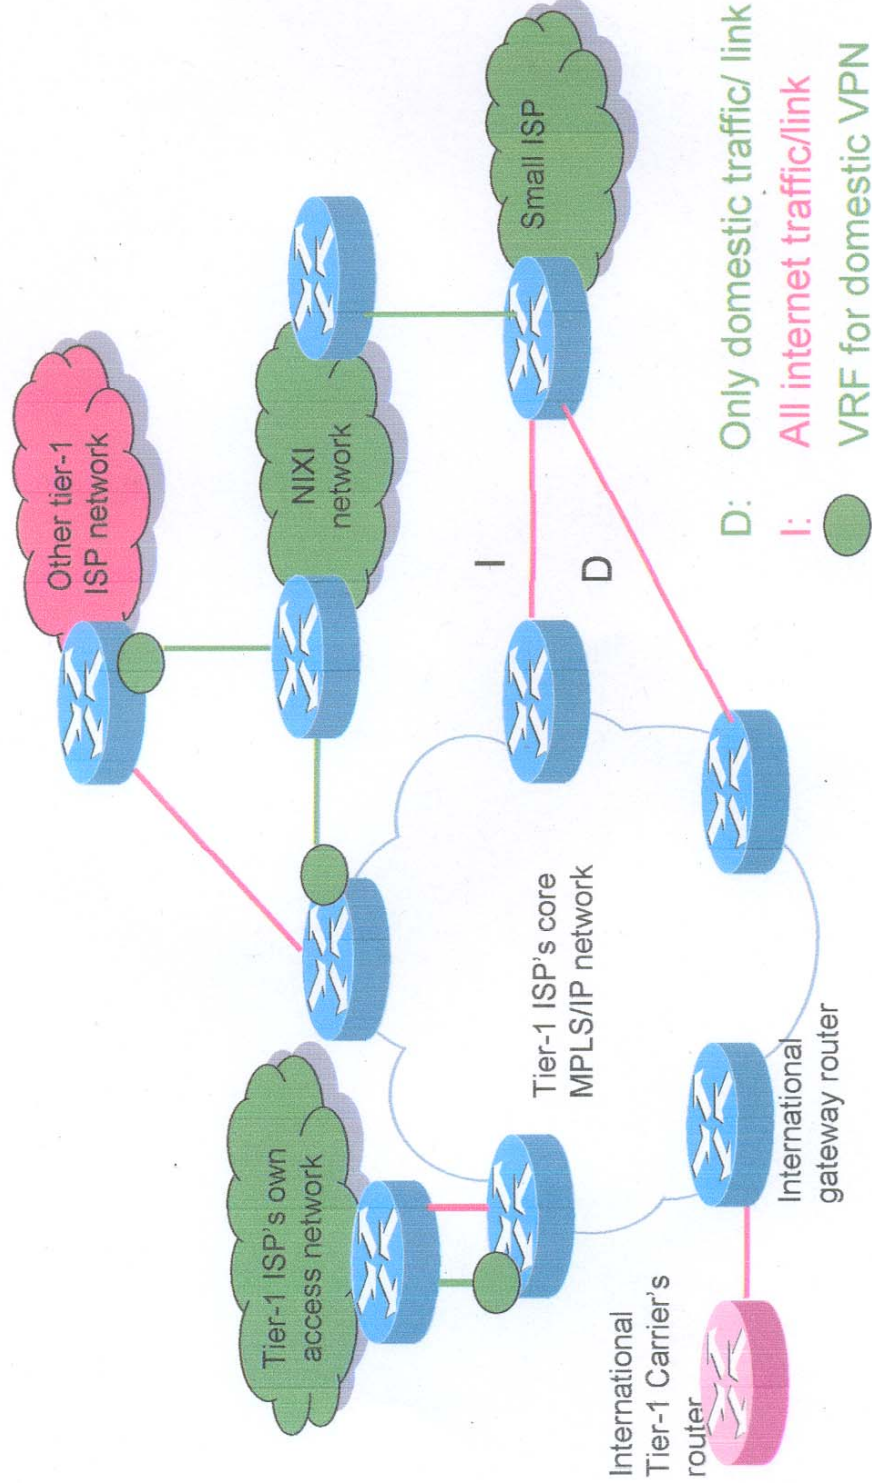 Other tier-1
ISP network
Tier-1 ISP's own
access network
NIXI
network
Small ISP
Tier-1 ISP's core
MPLS/IP network
I
D
International
Tier-1 Carrier's
router
International
gateway router
D: Only domestic traffic/ link
I: All internet traffic/link
VRF for domestic VPN